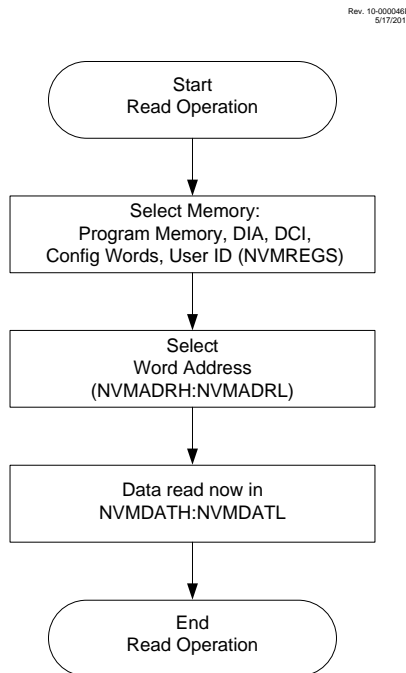 Rev. 10-000046
5/17/201
Start
Read Operation
Select Memory:
Program Memory, DIA, DCI,
Config Words, User ID (NVMREGS)
Select
Word Address
(NVMADRH:NVMADRL)
Data read now in
NVMDATH:NVMDATL
End
Read Operation